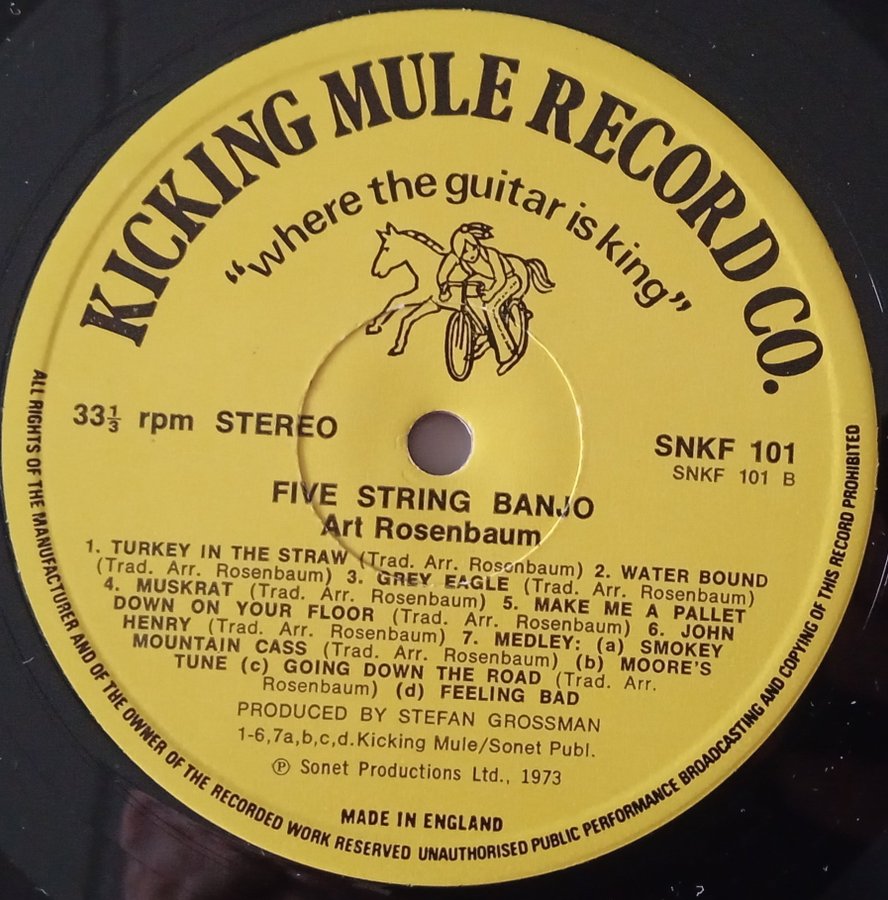 KICKING MULE RECORD CO.
“where the guitar is king”
33⅓ rpm STEREO
SNKF 101
SNKF 101 B
FIVE STRING BANJO
Art Rosenbaum
1. TURKEY IN THE STRAW (Trad. Arr. Rosenbaum) 2. WATER BOUND
(Trad. Arr. Rosenbaum) 3. GREY EAGLE (Trad. Arr. Rosenbaum)
4. MUSKRAT (Trad. Arr. Rosenbaum) 5. MAKE ME A PALLET
DOWN ON YOUR FLOOR (Trad. Arr. Rosenbaum) 6. JOHN
HENRY (Trad. Arr. Rosenbaum) 7. MEDLEY: (a) SMOKEY
MOUNTAIN CASS (Trad. Arr. Rosenbaum) (b) MOORE'S
TUNE (c) GOING DOWN THE ROAD (Trad. Arr.
Rosenbaum) (d) FEELING BAD
PRODUCED BY STEFAN GROSSMAN
1-6,7a,b,c,d.Kicking Mule/Sonet Publ.
℗ Sonet Productions Ltd., 1973
MADE IN ENGLAND
ALL RIGHTS OF THE MANUFACTURER AND OF THE OWNER OF THE RECORDED WORK RESERVED UNAUTHORISED PUBLIC PERFORMANCE BROADCASTING AND COPYING OF THIS RECORD PROHIBITED